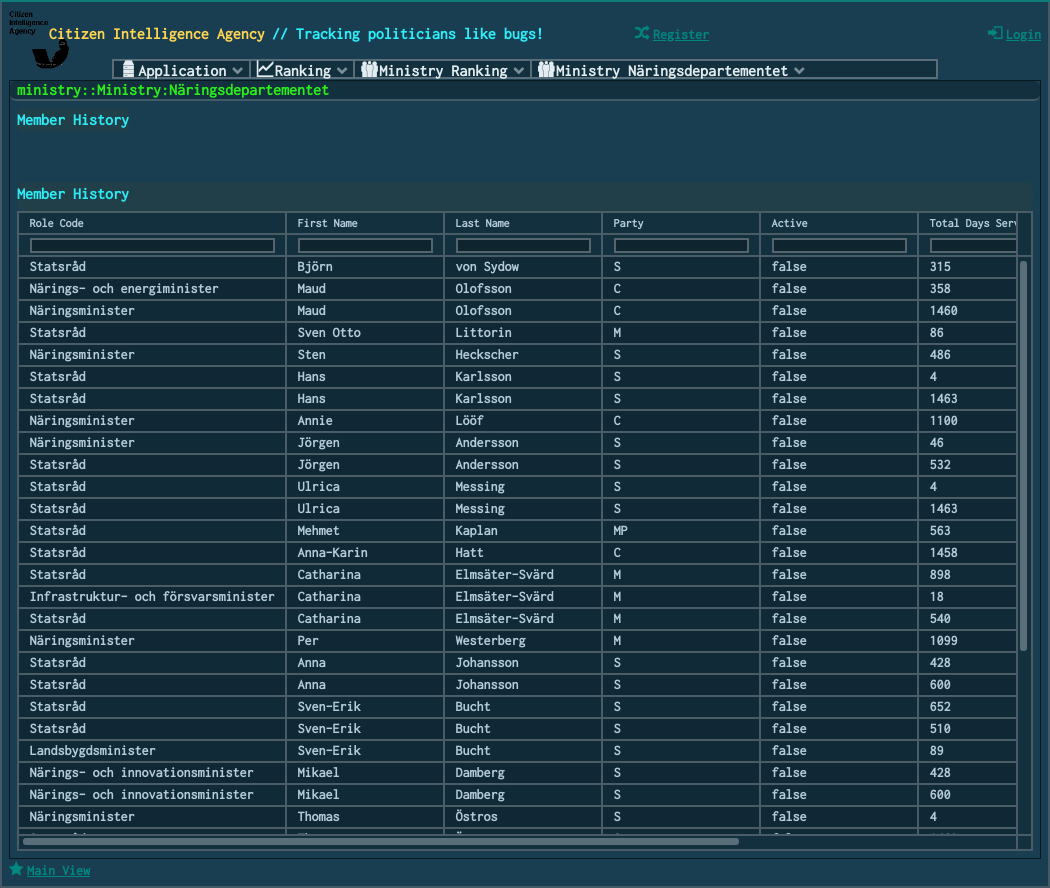 Citizen
Intelligence
Agency
Citizen Intelligence Agency // Tracking politicians like bugs!
Register
Login
Application Ranking Ministry Ranking Ministry Näringsdepartementet
ministry::Ministry:Näringsdepartementet
Member History
Member History
Role Code First Name Last Name Party Active Total Days Serv
Statsråd Björn von Sydow S false 315
Närings- och energiminister Maud Olofsson C false 358
Näringsminister Maud Olofsson C false 1460
Statsråd Sven Otto Littorin M false 86
Näringsminister Sten Heckscher S false 486
Statsråd Hans Karlsson S false 4
Statsråd Hans Karlsson S false 1463
Näringsminister Annie Lööf C false 1100
Näringsminister Jörgen Andersson S false 46
Statsråd Jörgen Andersson S false 532
Statsråd Ulrica Messing S false 4
Statsråd Ulrica Messing S false 1463
Statsråd Mehmet Kaplan MP false 563
Statsråd Anna-Karin Hatt C false 1458
Statsråd Catharina Elmsäter-Svärd M false 898
Infrastruktur- och försvarsminister Catharina Elmsäter-Svärd M false 18
Statsråd Catharina Elmsäter-Svärd M false 540
Näringsminister Per Westerberg M false 1099
Statsråd Anna Johansson S false 428
Statsråd Anna Johansson S false 600
Statsråd Sven-Erik Bucht S false 652
Statsråd Sven-Erik Bucht S false 510
Landsbygdsminister Sven-Erik Bucht S false 89
Närings- och innovationsminister Mikael Damberg S false 428
Närings- och innovationsminister Mikael Damberg S false 600
Näringsminister Thomas Östros S false 4
Main View